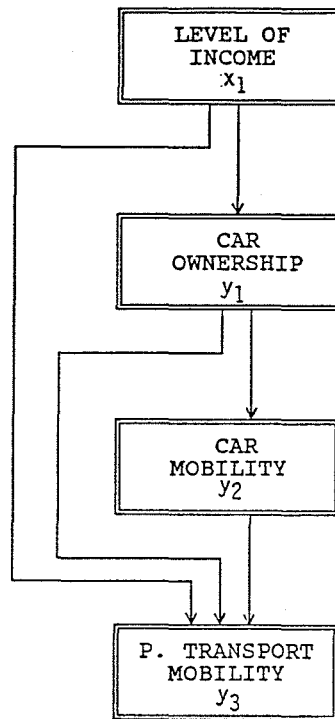 LEVEL OF
INCOME
x1
CAR
OWNERSHIP
y1
CAR
MOBILITY
y2
P. TRANSPORT
MOBILITY
y3